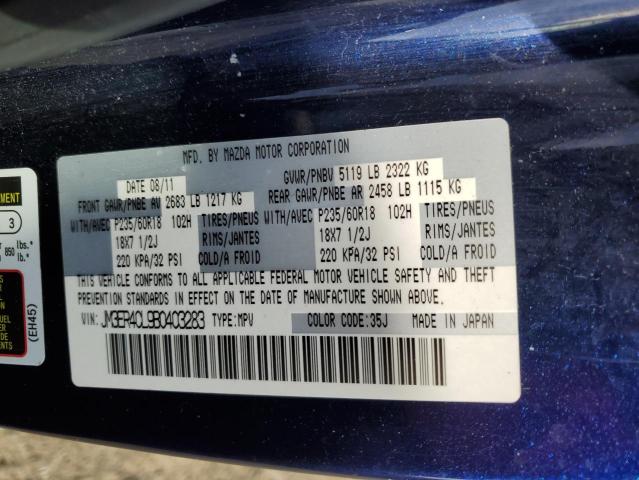 MFD. BY MAZDA MOTOR CORPORATION
DATE 08/11
GVWR/PNBV 5119 LB 2322 KG
FRONT GAWR/PNBE AV 2683 LB 1217 KG
REAR GAWR/PNBE AR 2458 LB 1115 KG
WITH/AVEC P235/60R18 102H TIRES/PNEUS
WITH/AVEC P235/60R18 102H TIRES/PNEUS
18X7 1/2J RIMS/JANTES
18X7 1/2J RIMS/JANTES
220 KPA/32 PSI COLD/A FROID
220 KPA/32 PSI COLD/A FROID
THIS VEHICLE CONFORMS TO ALL APPLICABLE FEDERAL MOTOR VEHICLE SAFETY AND THEFT
PREVENTION STANDARDS IN EFFECT ON THE DATE OF MANUFACTURE SHOWN ABOVE.
VIN: JM3ER4CL9B0403283 TYPE:MPV COLOR CODE:35J MADE IN JAPAN
3
850 lbs.*
lb.*
(EH45)